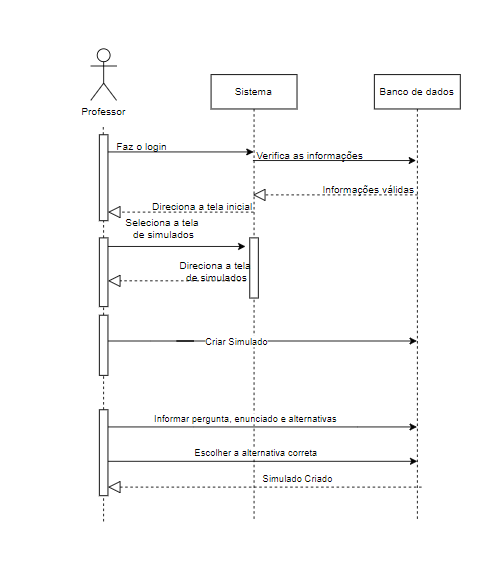 Professor
Sistema
Banco de dados
Faz o login
Verifica as informações
Informações válidas
Direciona a tela inicial
Seleciona a tela
de simulados
Direciona a tela
de simulados
Criar Simulado
Informar pergunta, enunciado e alternativas
Escolher a alternativa correta
Simulado Criado